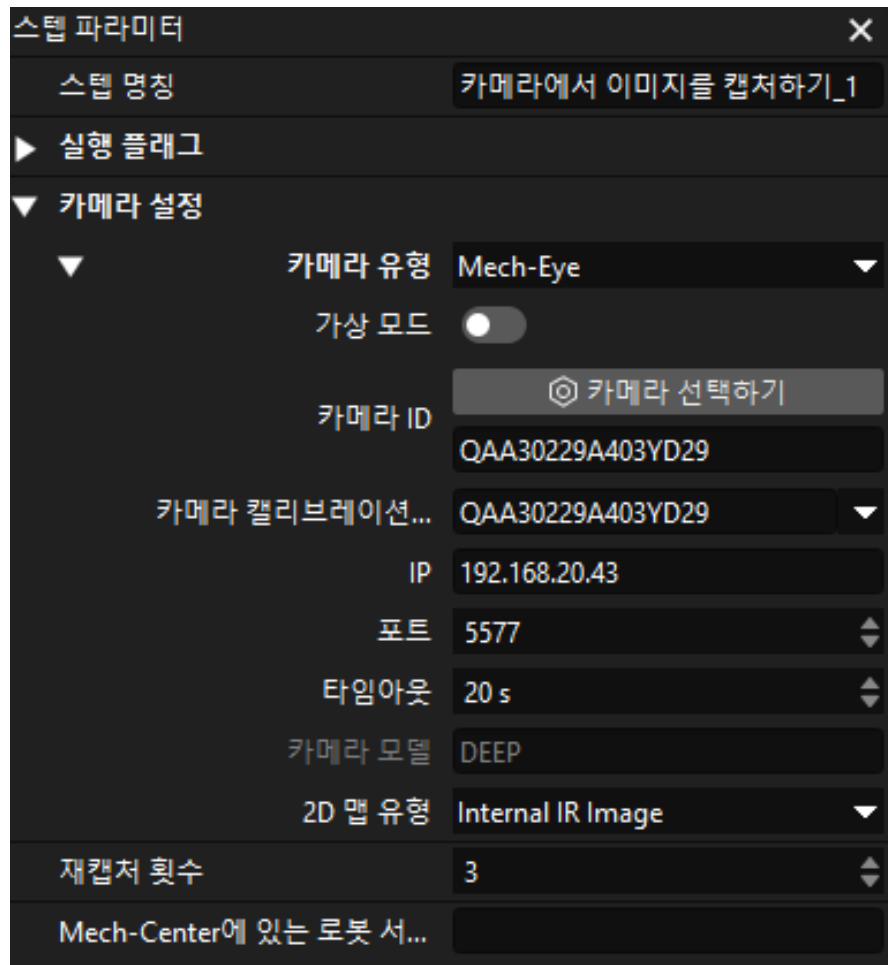 스텝 파라미터
스텝 명칭 카메라에서 이미지를 캡처하기_1
실행 플래그
카메라 설정
카메라 유형 Mech-Eye
가상 모드
카메라 선택하기
카메라 ID
QAA30229A403YD29
카메라 캘리브레이션... QAA30229A403YD29
IP 192.168.20.43
포트 5577
타임아웃 20 s
카메라 모델 DEEP
2D 맵 유형 Internal IR Image
재캡처 횟수 3
Mech-Center에 있는 로봇 서...